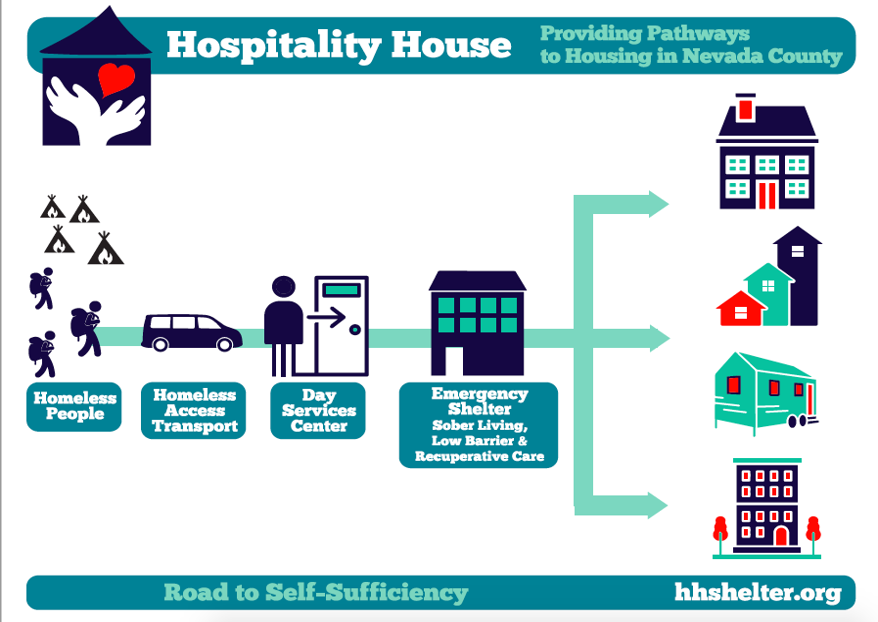 Hospitality House
Providing Pathways
to Housing in Nevada County
Homeless
People
Homeless
Access
Transport
Day
Services
Center
Emergency
Shelter
Sober Living,
Low Barrier &
Recuperative Care
Road to Self-Sufficiency
hhshelter.org